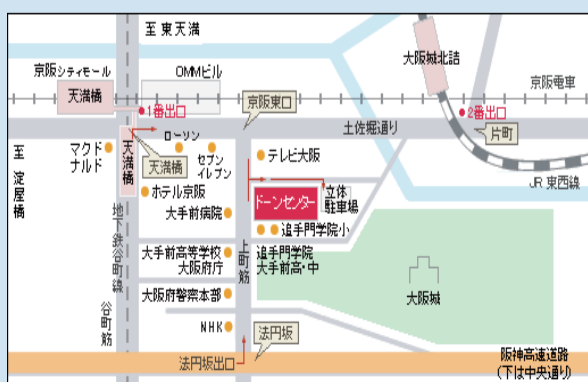 至東天満
京阪シティモール
OMMビル
大阪城北詰
天満橋
京阪電車
1番出口
京阪東口
2番出口
土佐堀通り
片町
至
淀屋橋
マクド
ナルド
天満橋
ローソン
天満橋
セブン
イレブン
テレビ大阪
JR東西線
ホテル京阪
ドーンセンター
立体
駐車場
大手前病院
追手門学院小
地下鉄谷町線
大手前高等学校
大阪府庁
上町筋
追手門学院
大手前高・中
大阪府警察本部
大阪城
谷町筋
NHK
法円坂
法円坂出口
阪神高速道路
(下は中央通り)